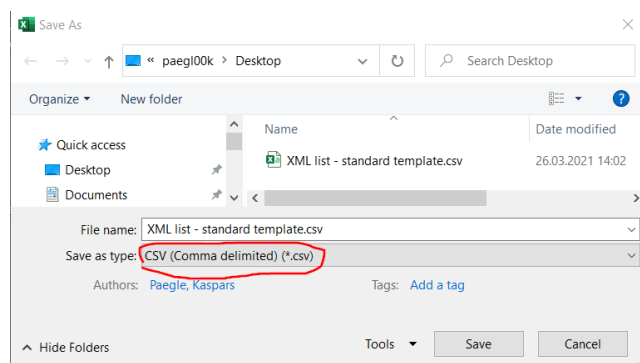 Save As
« paegl00k > Desktop
Search Desktop
Organize
New folder
Name
Date modified
Quick access
Desktop
Documents
XML list - standard template.csv
26.03.2021 14:02
File name: XML list - standard template.csv
Save as type: CSV (Comma delimited) (*.csv)
Authors: Paegle, Kaspars
Tags: Add a tag
Hide Folders
Tools
Save
Cancel